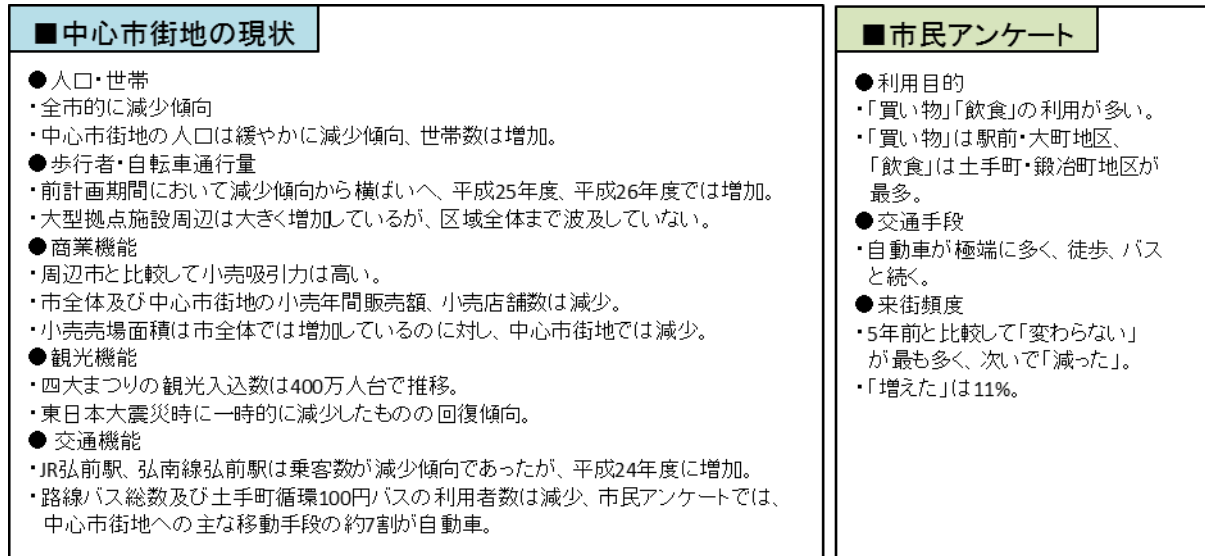 ■中心市街地の現状
●人口・世帯
・全市的に減少傾向
・中心市街地の人口は緩やかに減少傾向、世帯数は増加。
●歩行者・自転車通行量
・前計画期間において減少傾向から横ばいへ、平成25年度、平成26年度では増加。
・大型拠点施設周辺は大きく増加しているが、区域全体まで波及していない。
●商業機能
・周辺市と比較して小売吸引力は高い。
・市全体及び中心市街地の小売年間販売額、小売店舗数は減少。
・小売売場面積は市全体では増加しているのに対し、中心市街地では減少。
●観光機能
・四大まつりの観光入込数は400万人台で推移。
・東日本大震災時に一時的に減少したものの回復傾向。
● 交通機能
・JR弘前駅、弘南線弘前駅は乗客数が減少傾向であったが、平成24年度に増加。
・路線バス総数及び土手町循環100円バスの利用者数は減少、市民アンケートでは、
中心市街地への主な移動手段の約7割が自動車。
■市民アンケート
●利用目的
・「買い物」「飲食」の利用が多い。
・「買い物」は駅前・大町地区、
「飲食」は土手町・鍛冶町地区が
最多。
●交通手段
・自動車が極端に多く、徒歩、バス
と続く。
●来街頻度
・5年前と比較して「変わらない」
が最も多く、次いで「減った」。
・「増えた」は11%。